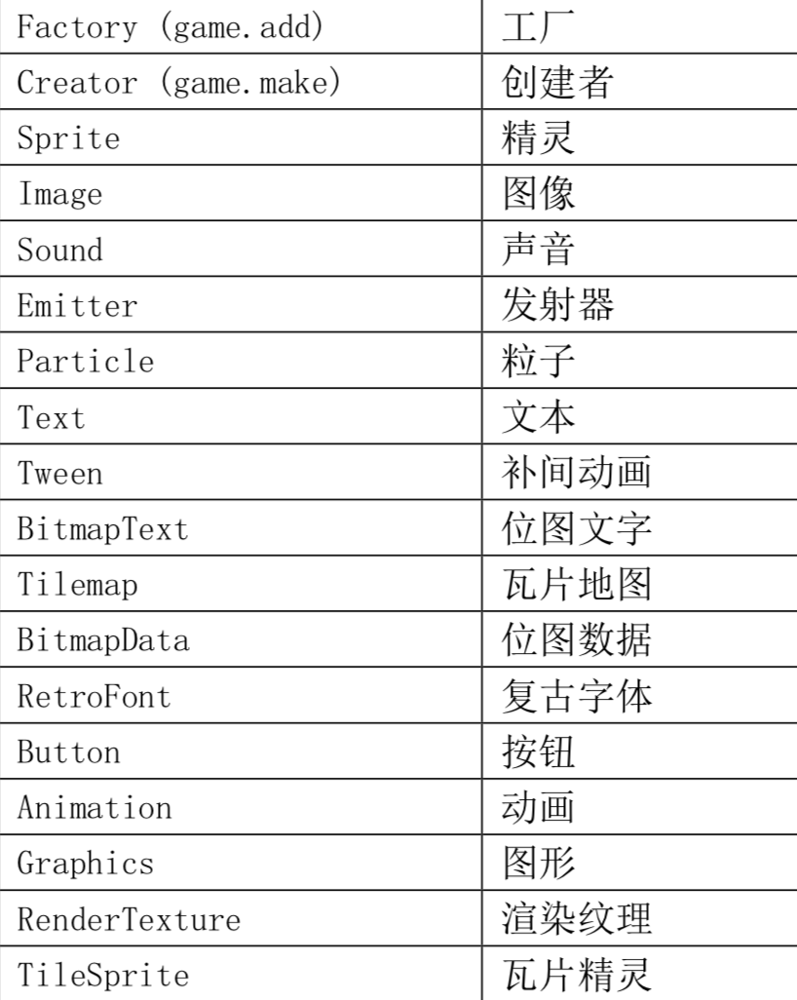 Factory (game.add) 工厂
Creator (game.make) 创建者
Sprite 精灵
Image 图像
Sound 声音
Emitter 发射器
Particle 粒子
Text 文本
Tween 补间动画
BitmapText 位图文字
Tilemap 瓦片地图
BitmapData 位图数据
RetroFont 复古字体
Button 按钮
Animation 动画
Graphics 图形
RenderTexture 渲染纹理
TileSprite 瓦片精灵